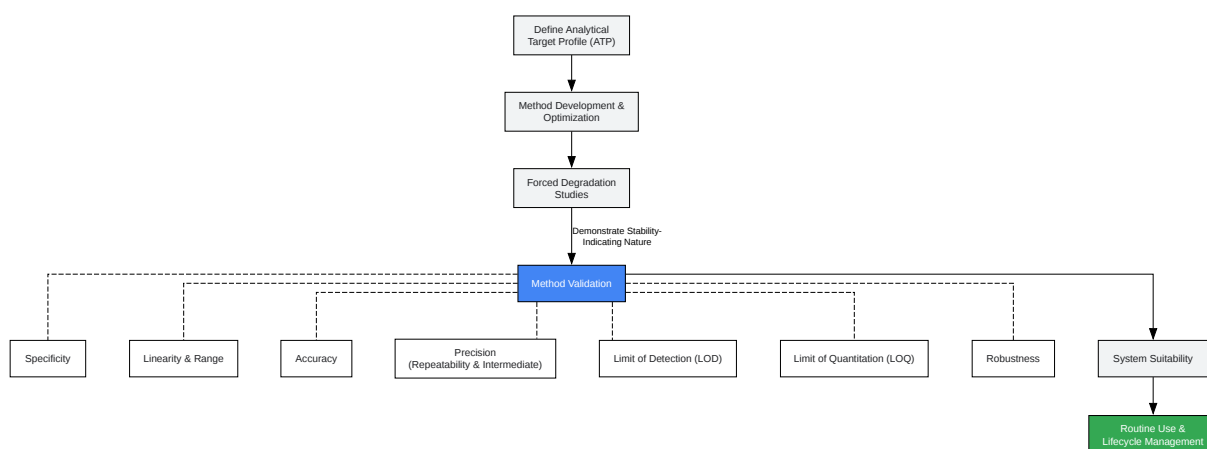 Define Analytical
Target Profile (ATP)
Method Development &
Optimization
Forced Degradation
Studies
Demonstrate Stability-
Indicating Nature
Method Validation
Specificity
Linearity & Range
Accuracy
Precision
(Repeatability & Intermediate)
Limit of Detection (LOD)
Limit of Quantitation (LOQ)
Robustness
System Suitability
Routine Use &
Lifecycle Management